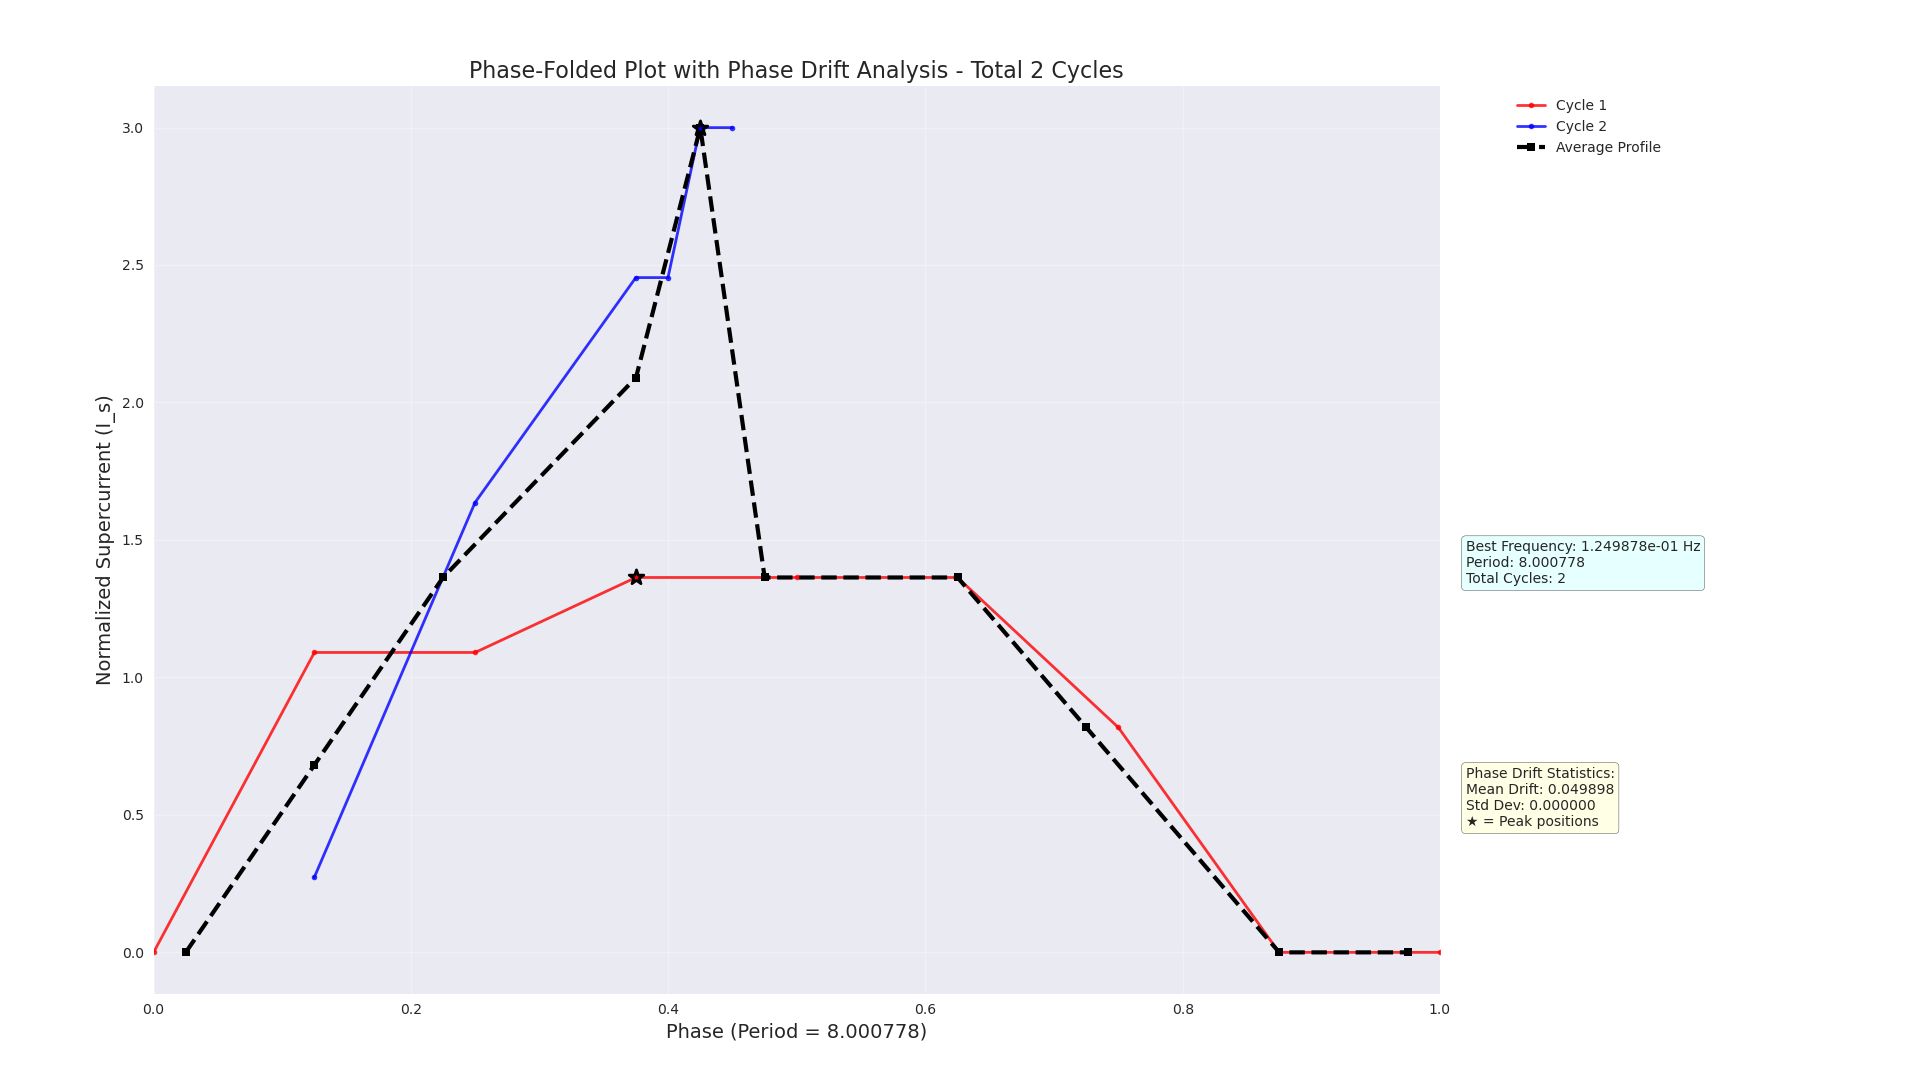 Phase-Folded Plot with Phase Drift Analysis - Total 2 Cycles
Cycle 1
Cycle 2
Average Profile
Normalized Supercurrent (I_s)
3.0
2.5
2.0
1.5
1.0
0.5
0.0
0.0
0.2
0.4
0.6
0.8
1.0
Phase (Period = 8.000778)
Best Frequency: 1.249878e-01 Hz
Period: 8.000778
Total Cycles: 2
Phase Drift Statistics:
Mean Drift: 0.049898
Std Dev: 0.000000
★ = Peak positions